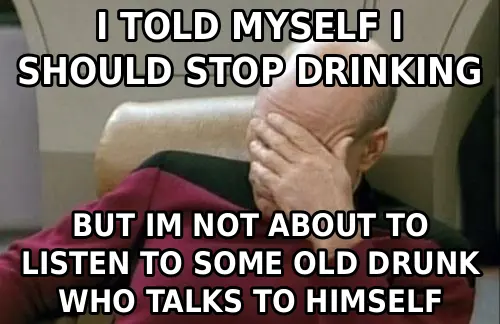 I TOLD MYSELF I
SHOULD STOP DRINKING
BUT IM NOT ABOUT TO
LISTEN TO SOME OLD DRUNK
WHO TALKS TO HIMSELF